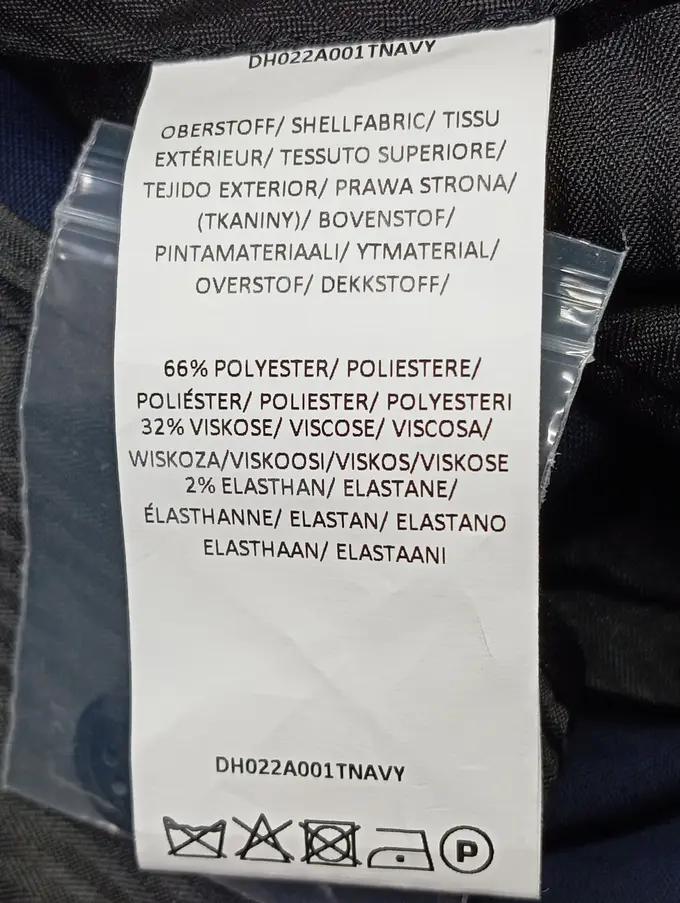 DH022A001TNAVY
OBERSTOFF/ SHELLFABRIC/ TISSU
EXTÉRIEUR/ TESSUTO SUPERIORE/
TEJIDO EXTERIOR/ PRAWA STRONA/
(TKANINY)/ BOVENSTOF/
PINTAMATERIAALI/ YTMATERIAL/
OVERSTOF/ DEKKSTOFF/
66% POLYESTER/ POLIESTERE/
POLIÉSTER/ POLIESTER/ POLYESTERI
32% VISKOSE/ VISCOSE/ VISCOSA/
WISKOZA/VISKOOSI/VISKOS/VISKOSE
2% ELASTHAN/ ELASTANE/
ÉLASTHANNE/ ELASTAN/ ELASTANO
ELASTHAAN/ ELASTAANI
DH022A001TNAVY
P